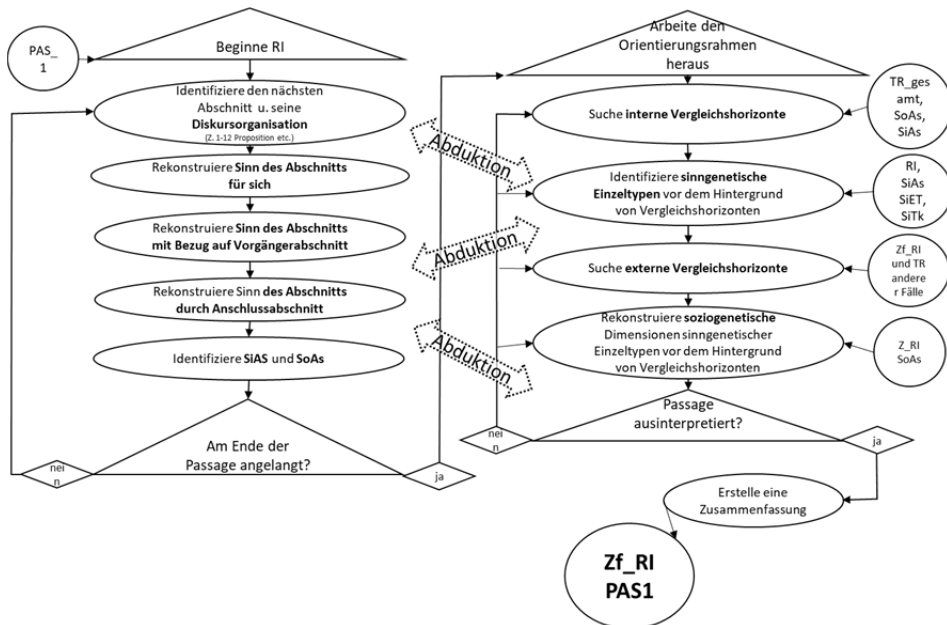 PAS_
1
Beginne RI
Identifiziere den nächsten
Abschnitt u. seine
Diskursorganisation
(Z. 1-12 Proposition etc.)
Rekonstruiere Sinn des Abschnitts
für sich
Rekonstruiere Sinn des Abschnitts
mit Bezug auf Vorgängerabschnitt
Rekonstruiere Sinn des Abschnitts
durch Anschlussabschnitt
Identifiziere SiAS und SoAs
Am Ende der
Passage angelangt?
nei
n
ja
Abduktion
Abduktion
Abduktion
Arbeite den
Orientierungsrahmen
heraus
Suche interne Vergleichshorizonte
TR_ges
amt,
SoAs,
SiAs
Identifiziere sinngenetische
Einzeltypen vor dem Hintergrund
von Vergleichshorizonten
RI,
SiAs
SiET,
SiTk
Suche externe Vergleichshorizonte
Zf_RI
und TR
andere
r Fälle
Rekonstruiere soziogenetische
Dimensionen sinngenetischer
Einzeltypen vor dem Hintergrund
von Vergleichshorizonten
Z_RI
SoAs
Passage
ausinterpretiert?
nei
n
ja
Erstelle eine
Zusammenfassung
Zf_RI
PAS1